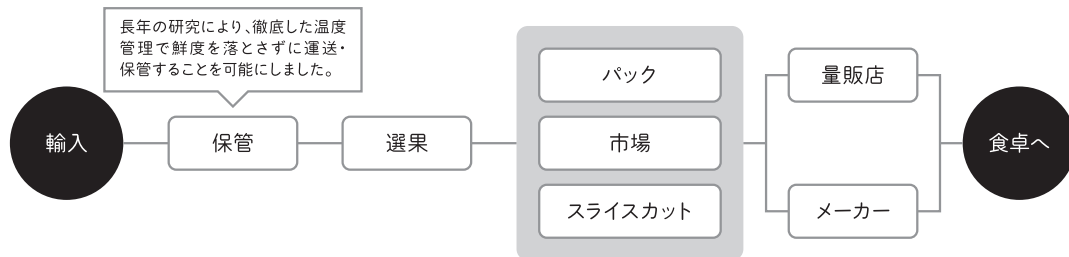 長年の研究により、徹底した温度
管理で鮮度を落とさずに運送・
保管することを可能にしました。
輸入
保管
選果
パック
市場
スライスカット
量販店
メーカー
食卓へ